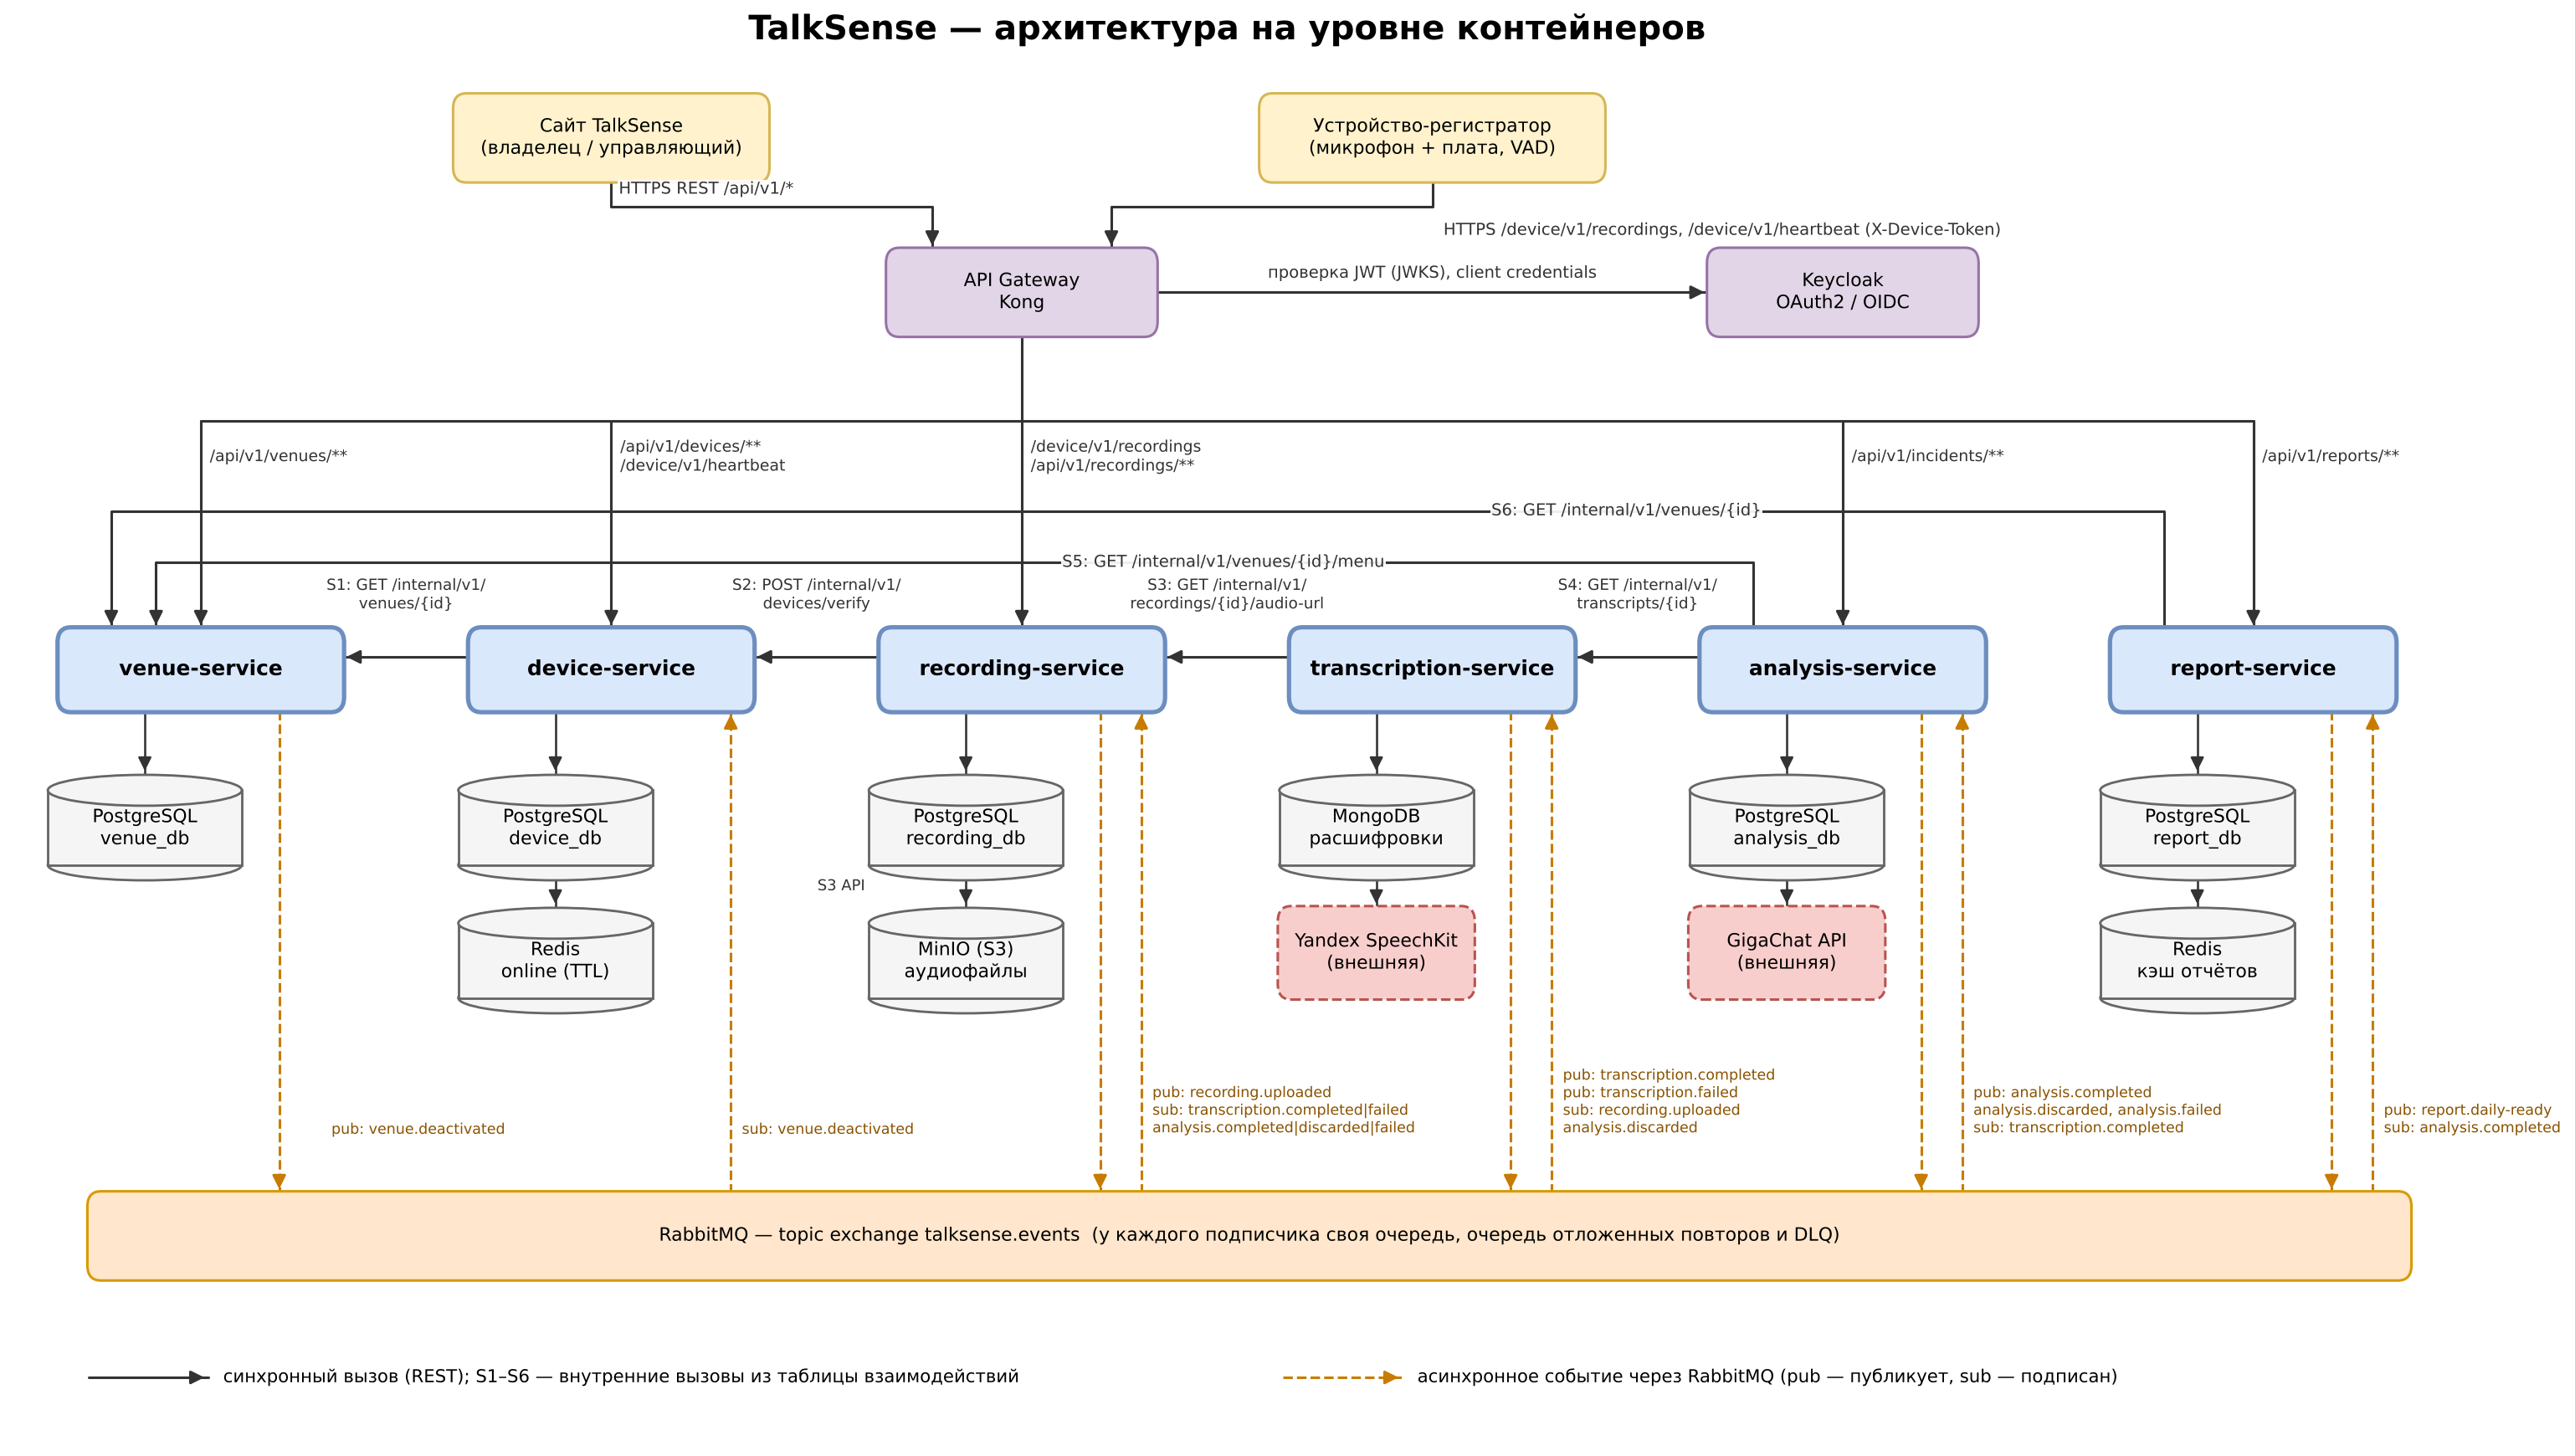 TalkSense — архитектура на уровне контейнеров
Сайт TalkSense
(владелец / управляющий)
Устройство-регистратор
(микрофон + плата, VAD)
HTTPS REST /api/v1/*
HTTPS /device/v1/recordings, /device/v1/heartbeat (X-Device-Token)
API Gateway
Kong
проверка JWT (JWKS), client credentials
Keycloak
OAuth2 / OIDC
/api/v1/venues/**
/api/v1/devices/**
/device/v1/heartbeat
/device/v1/recordings
/api/v1/recordings/**
/api/v1/incidents/**
/api/v1/reports/**
S6: GET /internal/v1/venues/{id}
S5: GET /internal/v1/venues/{id}/menu
S1: GET /internal/v1/
venues/{id}
S2: POST /internal/v1/
devices/verify
S3: GET /internal/v1/
recordings/{id}/audio-url
S4: GET /internal/v1/
transcripts/{id}
venue-service
device-service
recording-service
transcription-service
analysis-service
report-service
PostgreSQL
venue_db
PostgreSQL
device_db
PostgreSQL
recording_db
MongoDB
расшифровки
PostgreSQL
analysis_db
PostgreSQL
report_db
S3 API
Redis
online (TTL)
MinIO (S3)
аудиофайлы
Yandex SpeechKit
(внешняя)
GigaChat API
(внешняя)
Redis
кэш отчётов
pub: venue.deactivated
sub: venue.deactivated
pub: recording.uploaded
sub: transcription.completed|failed
analysis.completed|discarded|failed
pub: transcription.completed
pub: transcription.failed
sub: recording.uploaded
analysis.discarded
pub: analysis.completed
analysis.discarded, analysis.failed
sub: transcription.completed
pub: report.daily-ready
sub: analysis.completed
RabbitMQ — topic exchange talksense.events (у каждого подписчика своя очередь, очередь отложенных повторов и DLQ)
синхронный вызов (REST); S1–S6 — внутренние вызовы из таблицы взаимодействий
асинхронное событие через RabbitMQ (pub — публикует, sub — подписан)